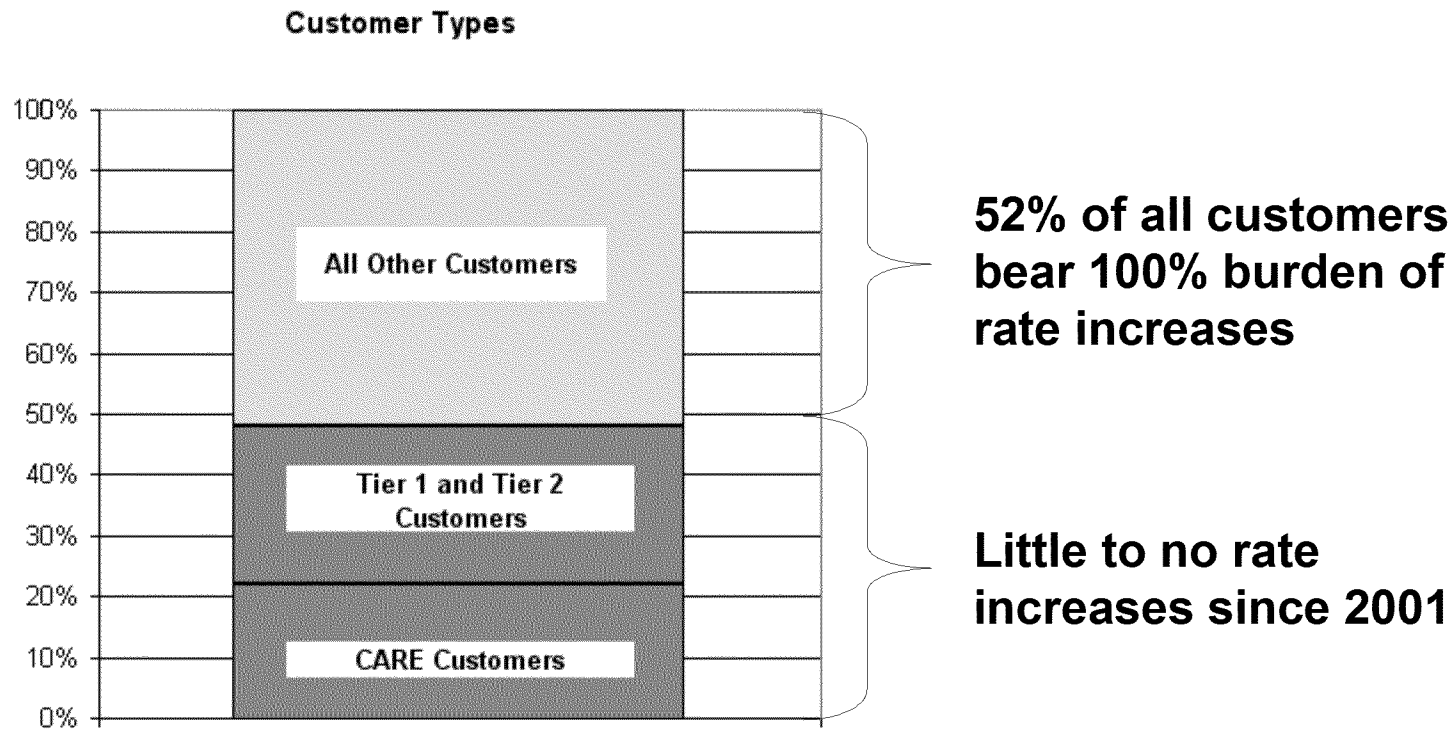 Customer Types
100%
90%
80%
70%
60%
50%
40%
30%
20%
10%
0%
All Other Customers
Tier 1 and Tier 2
Customers
CARE Customers
52% of all customers
bear 100% burden of
rate increases
Little to no rate
increases since 2001